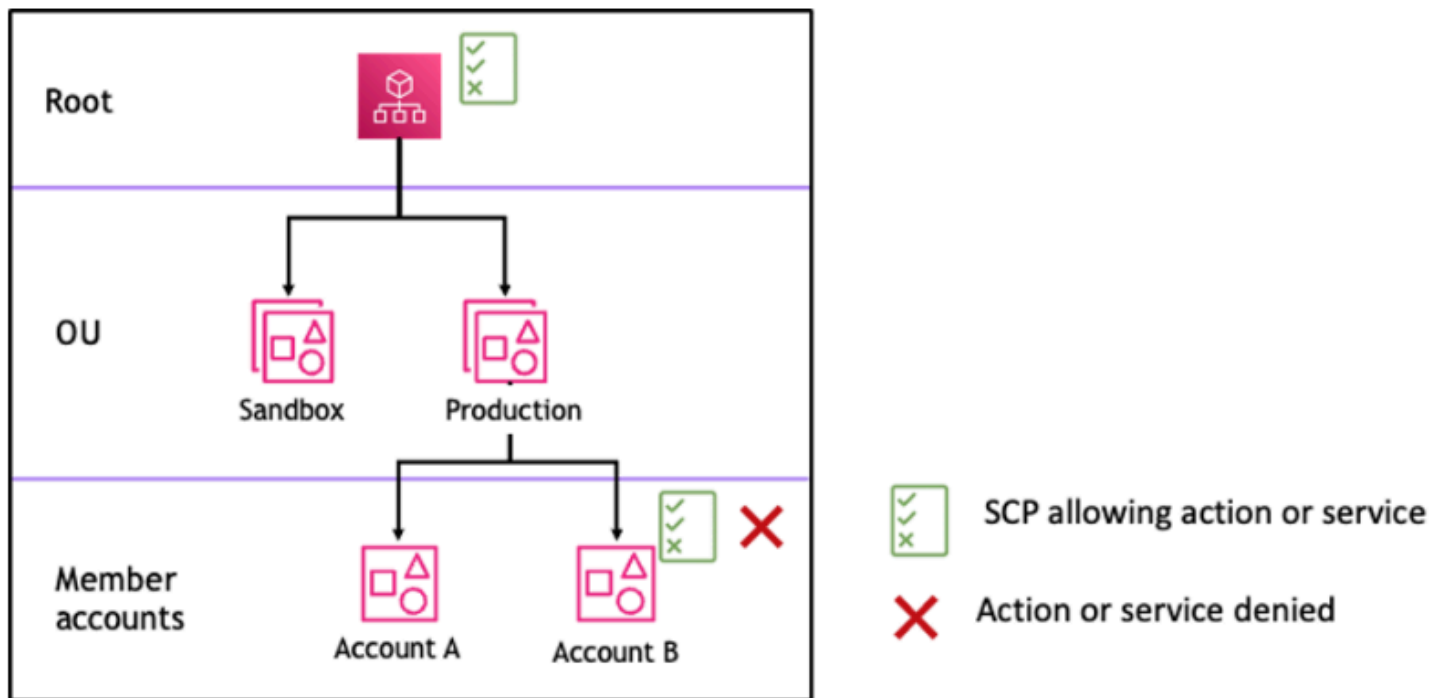 Root
OU
Sandbox
Production
Member
accounts
Account A
Account B
SCP allowing action or service
Action or service denied